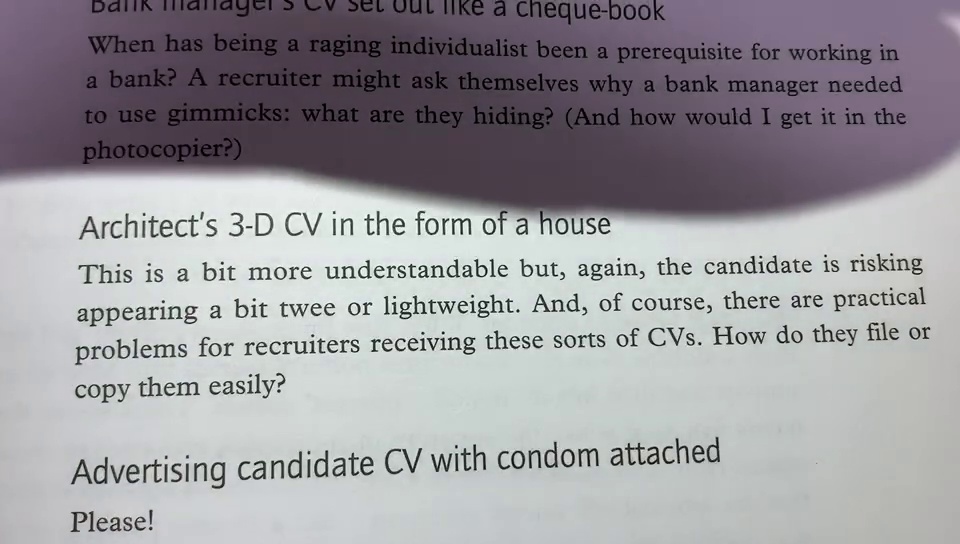 Bank manager's CV set out like a cheque-book
When has being a raging individualist been a prerequisite for working in
a bank? A recruiter might ask themselves why a bank manager needed
to use gimmicks: what are they hiding? (And how would I get it in the
photocopier?)
Architect's 3-D CV in the form of a house
This is a bit more understandable but, again, the candidate is risking
appearing a bit twee or lightweight. And, of course, there are practical
problems for recruiters receiving these sorts of CVs. How do they file or
copy them easily?
Advertising candidate CV with condom attached
Please!